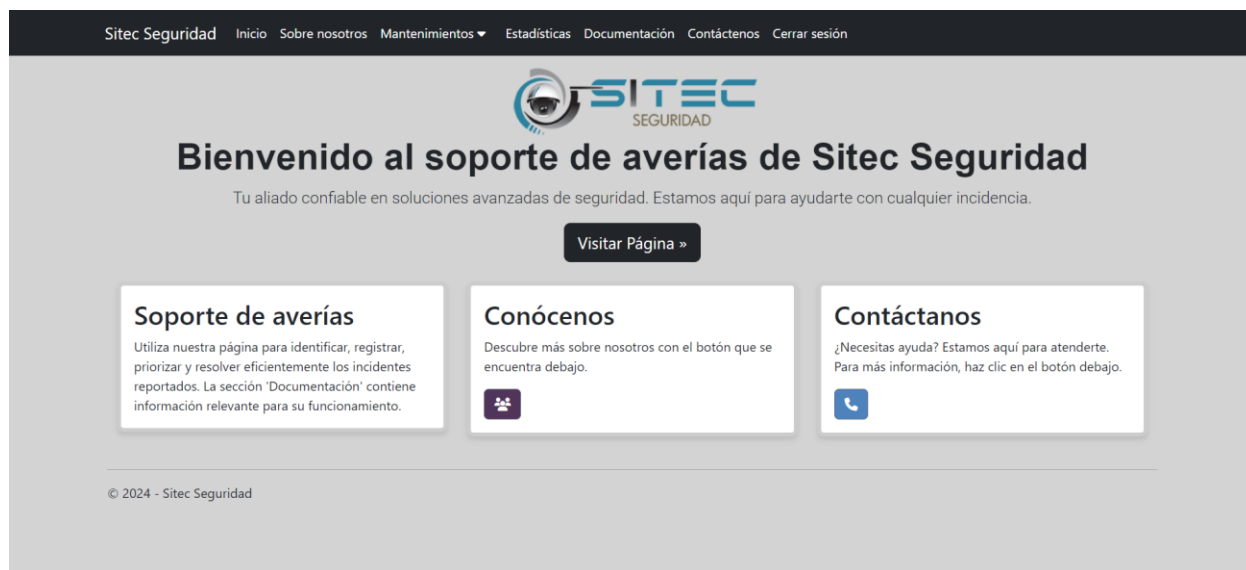 Sitec Seguridad Inicio Sobre nosotros Mantenimientos Estadísticas Documentación Contáctenos Cerrar sesión
SITEC
SEGURIDAD
Bienvenido al soporte de averías de Sitec Seguridad
Tu aliado confiable en soluciones avanzadas de seguridad. Estamos aquí para ayudarte con cualquier incidencia.
Visitar Página »
Soporte de averías
Utiliza nuestra página para identificar, registrar,
priorizar y resolver eficientemente los incidentes
reportados. La sección 'Documentación' contiene
información relevante para su funcionamiento.
Conócenos
Descubre más sobre nosotros con el botón que se
encuentra debajo.
Contáctanos
¿Necesitas ayuda? Estamos aquí para atenderte.
Para más información, haz clic en el botón debajo.
© 2024 - Sitec Seguridad